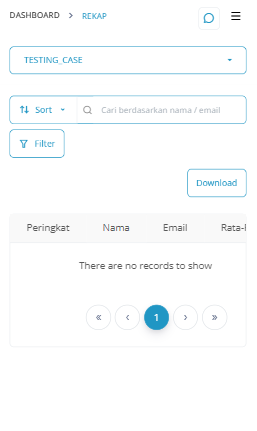 DASHBOARD > REKAP
TESTING_CASE
Sort Cari berdasarkan nama / email
Filter
Download
Peringkat Nama Email Rata-
There are no records to show
« ‹ 1 › »